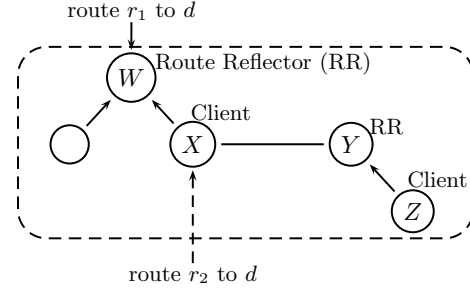 route r₁ to d
W
Route Reflector (RR)
Client
X
Y
RR
Client
Z
route r₂ to d